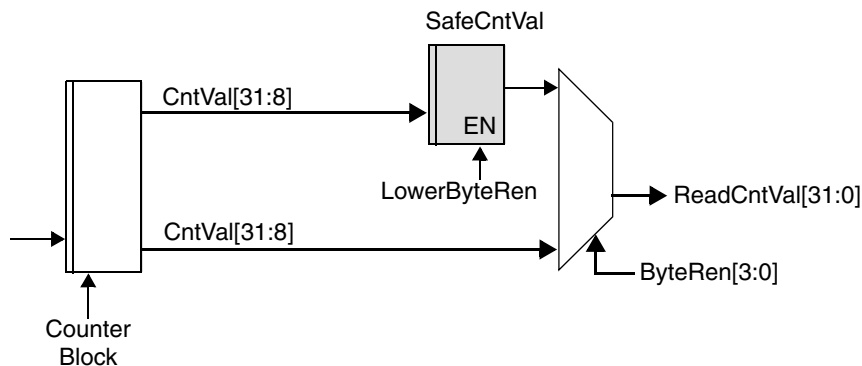 SafeCntVal
CntVal[31:8]
EN
LowerByteRen
ReadCntVal[31:0]
CntVal[31:8]
ByteRen[3:0]
Counter
Block